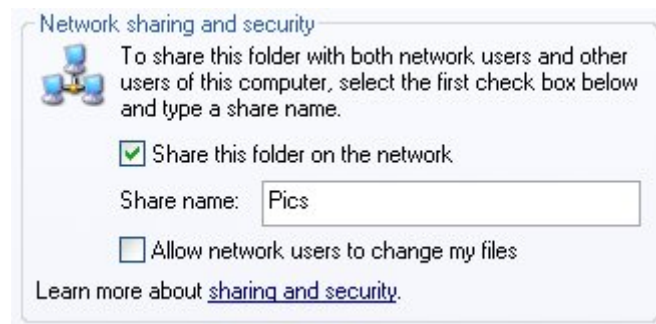 Network sharing and security
To share this folder with both network users and other
users of this computer, select the first check box below
and type a share name.
Share this folder on the network
Share name: Pics
Allow network users to change my files
Learn more about sharing and security.